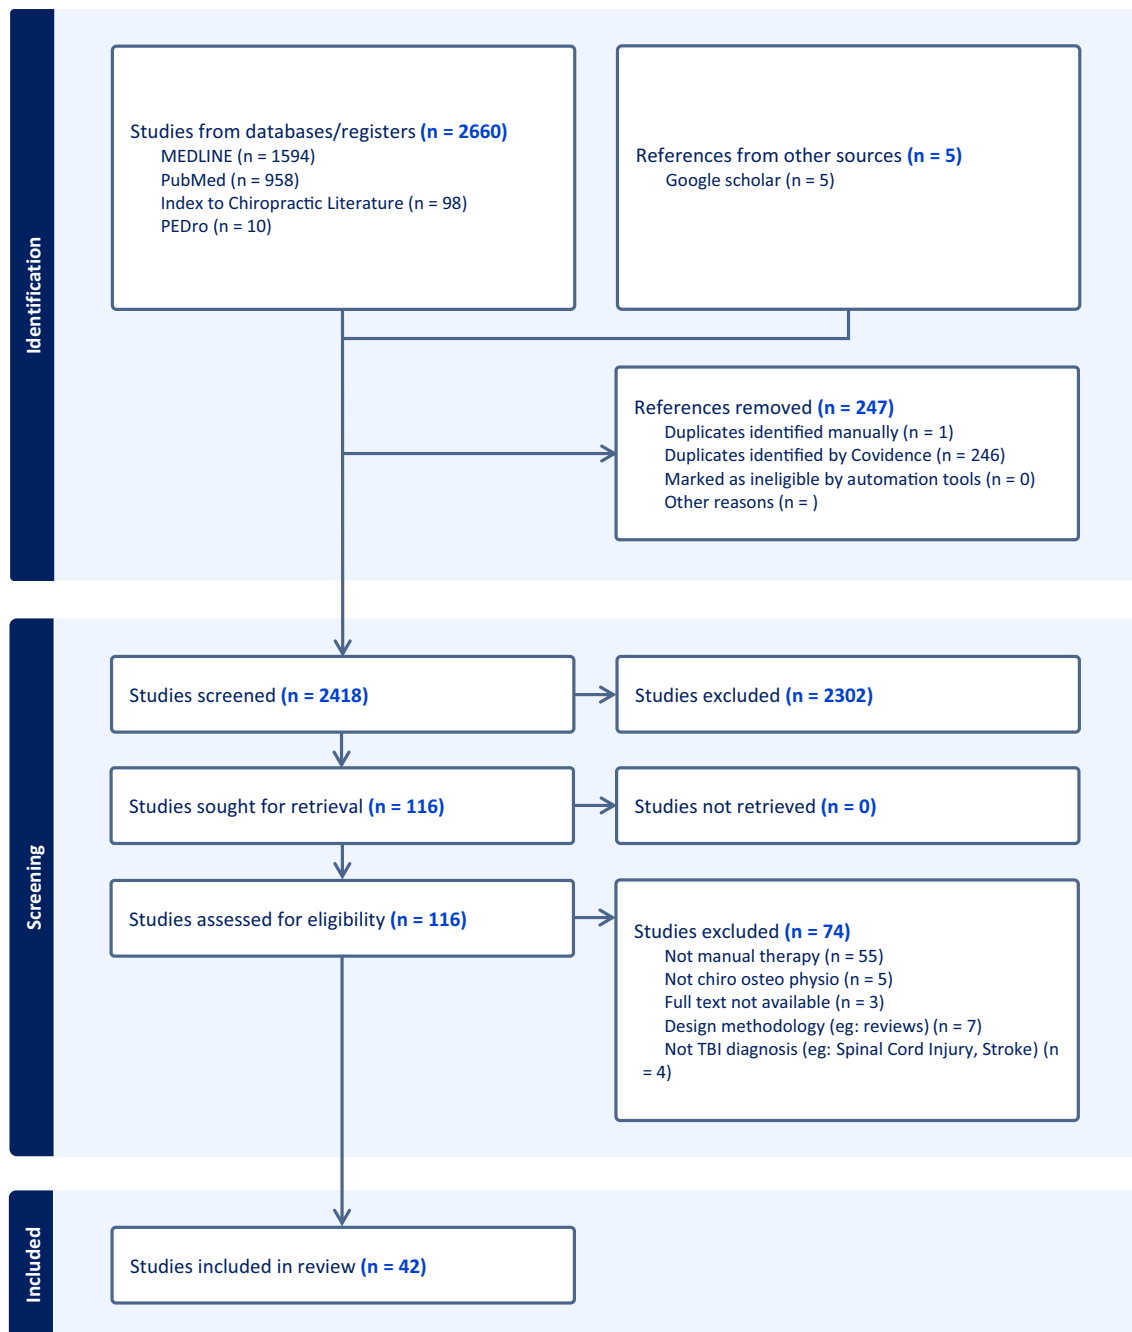 Identification
Studies from databases/registers (n = 2660)
MEDLINE (n = 1594)
PubMed (n = 958)
Index to Chiropractic Literature (n = 98)
PEDro (n = 10)
References from other sources (n = 5)
Google scholar (n = 5)
References removed (n = 247)
Duplicates identified manually (n = 1)
Duplicates identified by Covidence (n = 246)
Marked as ineligible by automation tools (n = 0)
Other reasons (n = )
Screening
Studies screened (n = 2418)
Studies excluded (n = 2302)
Studies sought for retrieval (n = 116)
Studies not retrieved (n = 0)
Studies assessed for eligibility (n = 116)
Studies excluded (n = 74)
Not manual therapy (n = 55)
Not chiro osteo physio (n = 5)
Full text not available (n = 3)
Design methodology (eg: reviews) (n = 7)
Not TBI diagnosis (eg: Spinal Cord Injury, Stroke) (n
= 4)
Included
Studies included in review (n = 42)